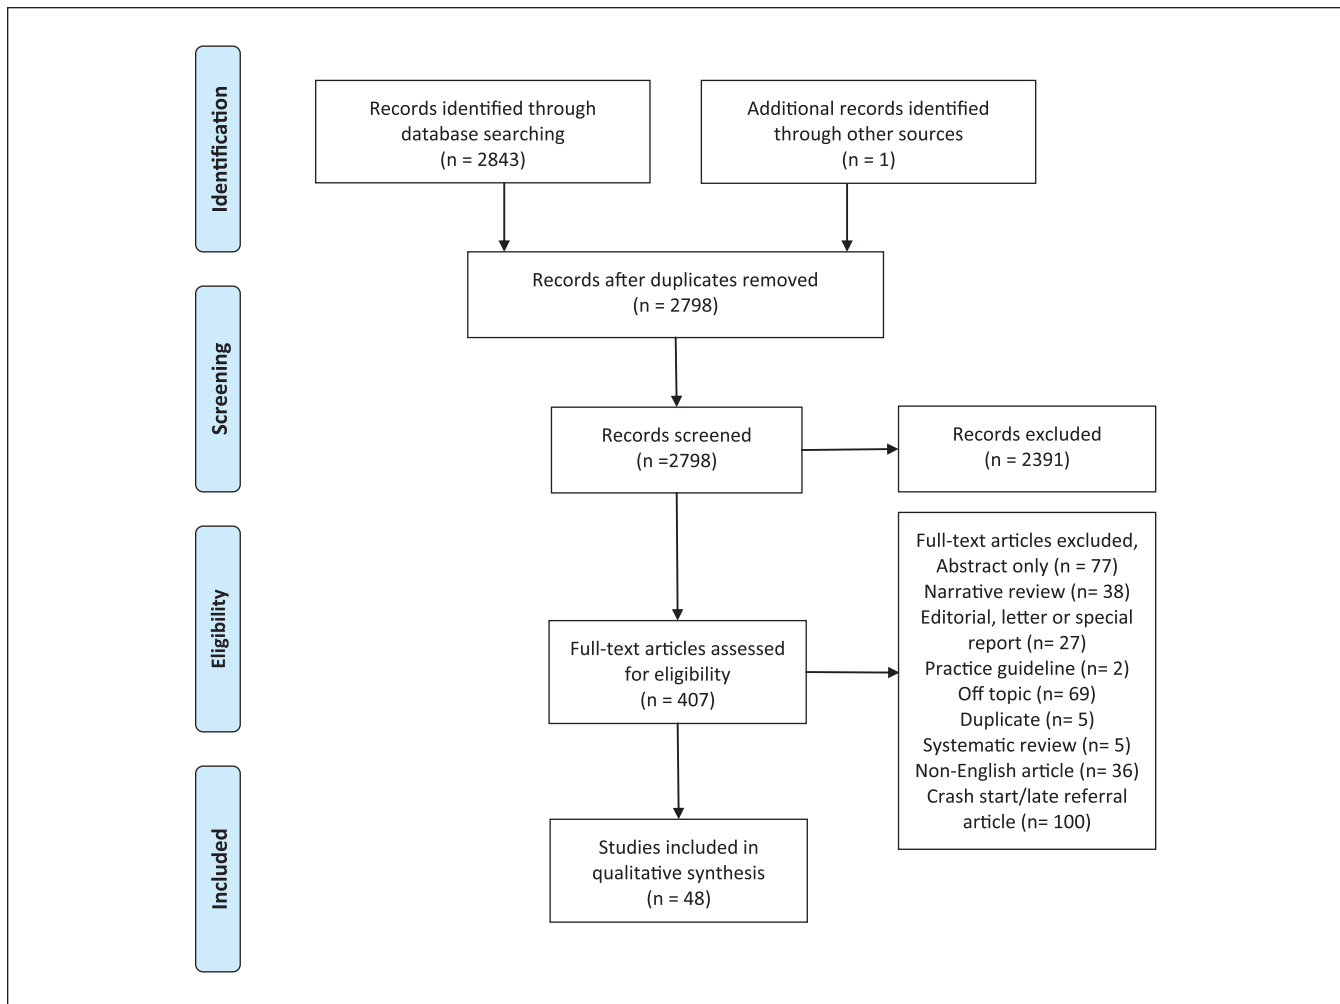 Identification
Records identified through
database searching
(n = 2843)
Additional records identified
through other sources
(n = 1)
Records after duplicates removed
(n = 2798)
Screening
Records screened
(n =2798)
Records excluded
(n = 2391)
Eligibility
Full-text articles assessed
for eligibility
(n = 407)
Full-text articles excluded,
Abstract only (n = 77)
Narrative review (n= 38)
Editorial, letter or special
report (n= 27)
Practice guideline (n= 2)
Off topic (n= 69)
Duplicate (n= 5)
Systematic review (n= 5)
Non-English article (n= 36)
Crash start/late referral
article (n= 100)
Included
Studies included in
qualitative synthesis
(n = 48)